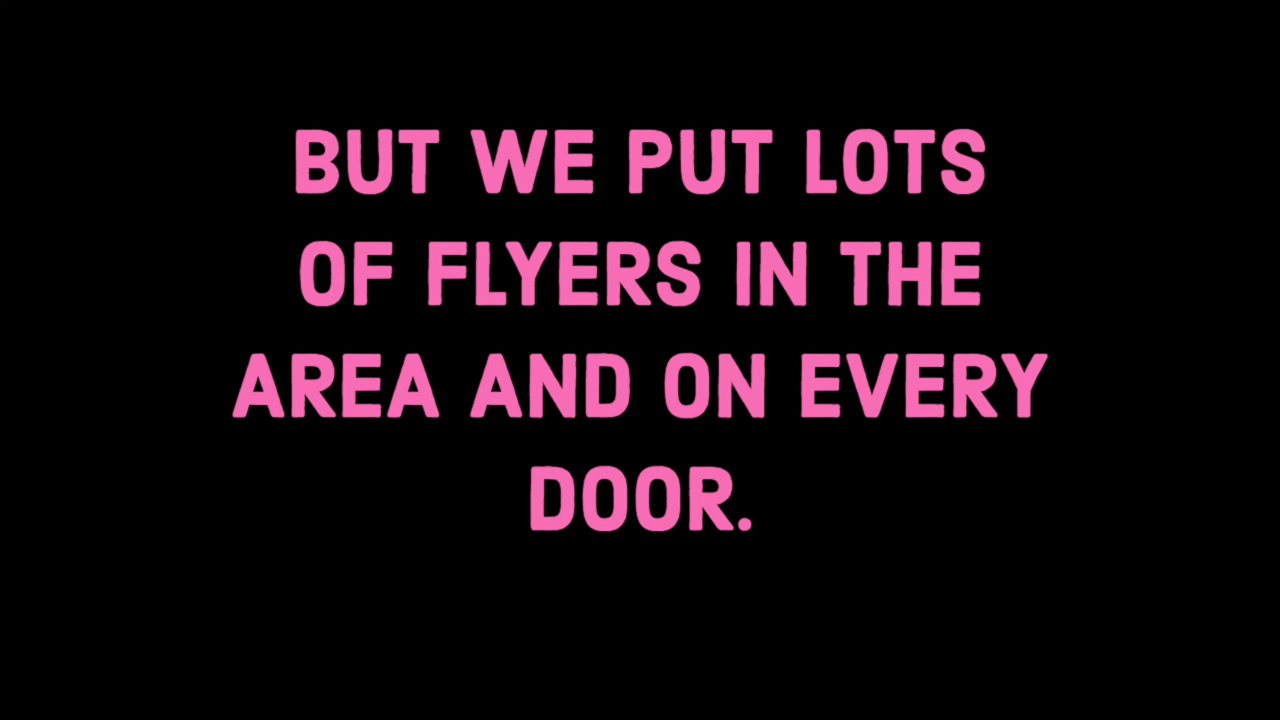 BUT WE PUT LOTS
OF FLYERS IN THE
AREA AND ON EVERY
DOOR.